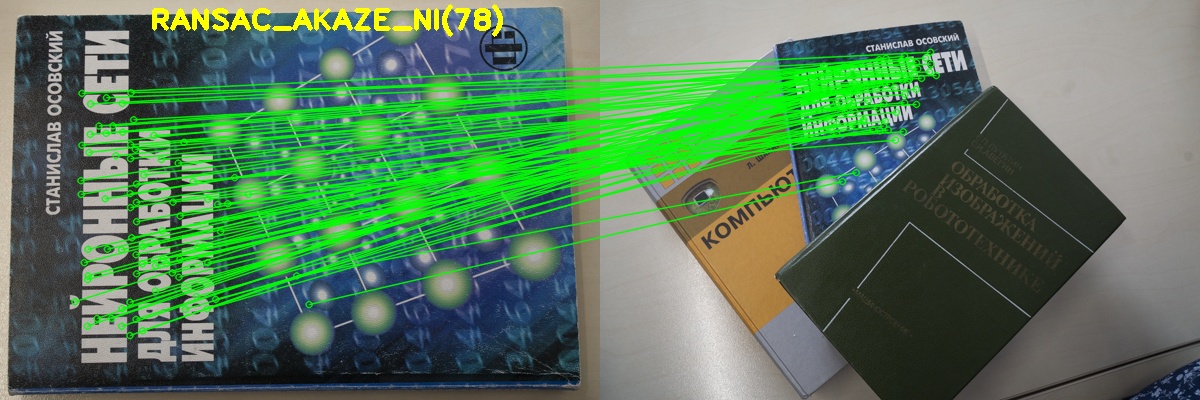 RANSAC_AKAZE_NI(78)
СТАНИСЛАВ ОСОВСКИЙ
НЕЙРОННЫЕ СЕТИ
ДЛЯ ОБРАБОТКИ
ИНФОРМАЦИИ
СТАНИСЛАВ ОСОВСКИЙ
НЕЙРОННЫЕ СЕТИ
ДЛЯ ОБРАБОТКИ
ИНФОРМАЦИИ
КОМПЬЮТ
ОБРАБОТКА
ИЗОБРАЖЕНИЙ
В
РОБОТОТЕХНИКЕ